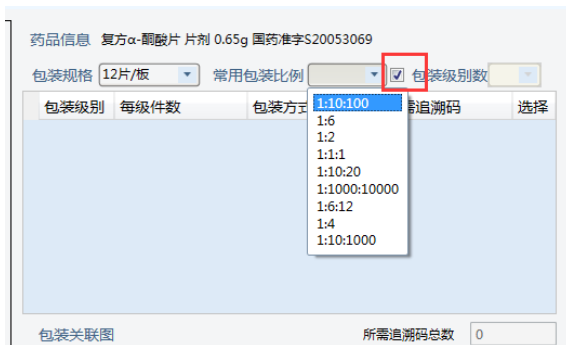 药品信息 复方α-酮酸片 片剂 0.65g 国药准字S20053069
包装规格 12片/板 常用包装比例 包装级别数
包装级别 每级件数 包装方式 需追溯码 选择
1:10:100
1:6
1:2
1:1:1
1:10:20
1:1000:10000
1:6:12
1:4
1:10:1000
包装关联图 所需追溯码总数 0